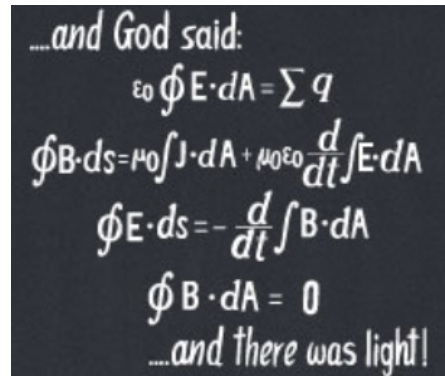 ....and God said:
ε₀ ∮ E·dA = ∑ q
∮B·ds=μ₀∫J·dA + μ₀ε₀ d/dt ∫E·dA
∮E·ds = - d/dt ∫ B·dA
∮ B · dA = 0
....and there was light!